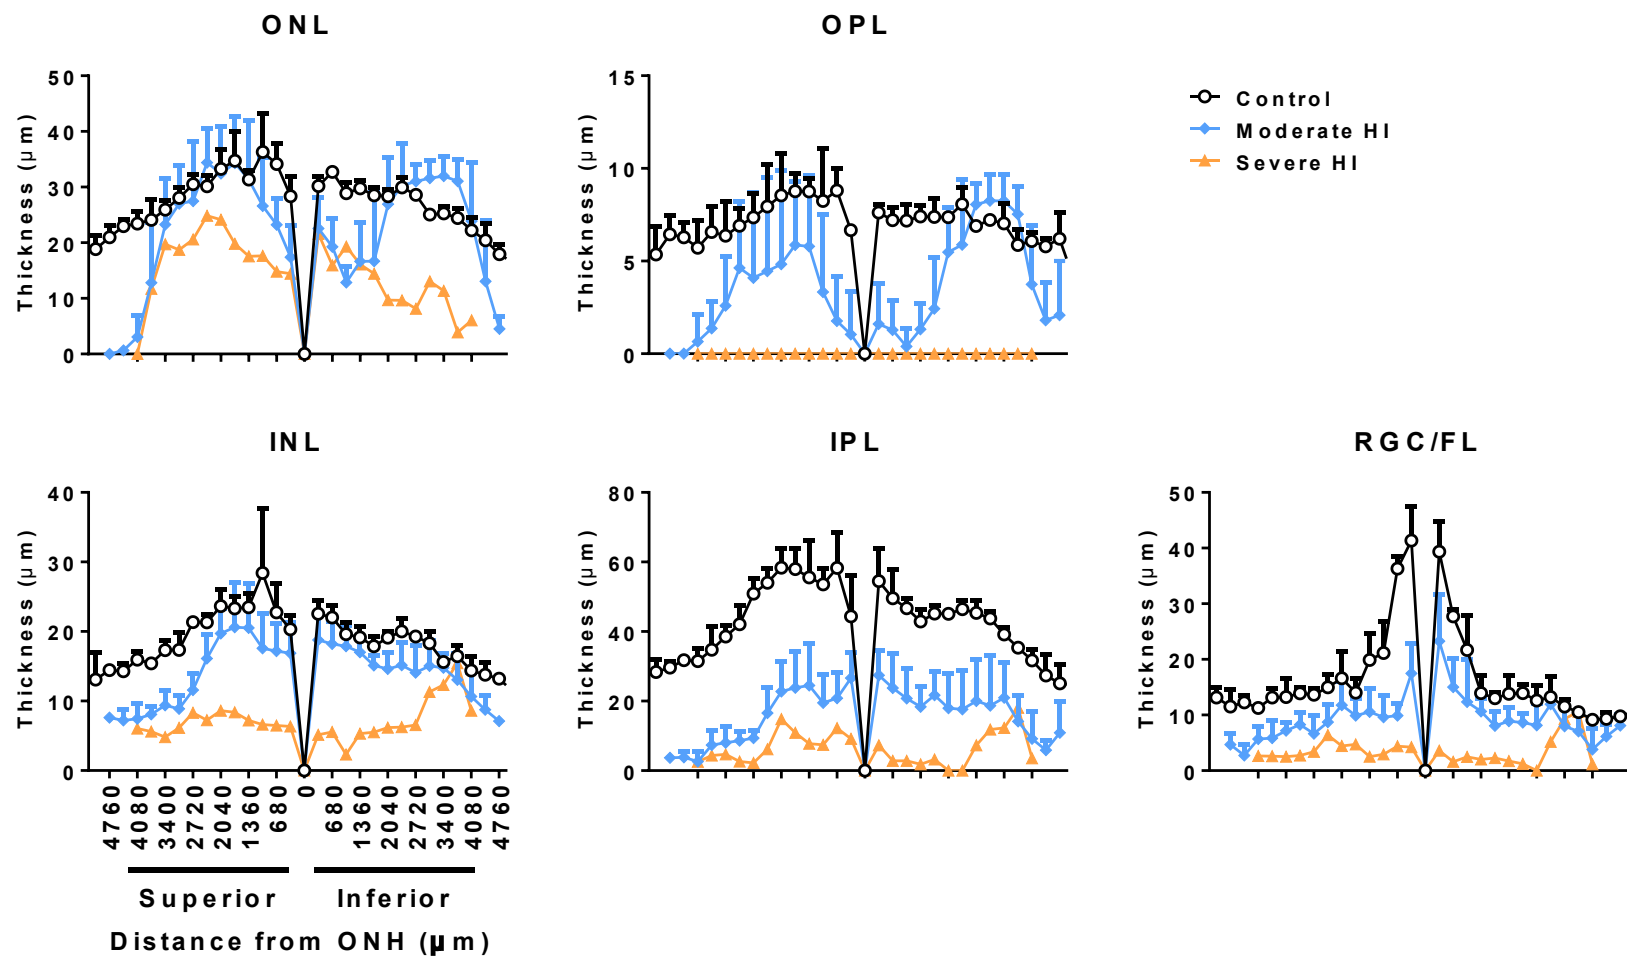 ONL
OPL
Thickness (µm)
50
40
30
20
10
0
Thickness (µm)
15
10
5
0
Control
Moderate HI
Severe HI
INL
IPL
RGC/FL
Thickness (µm)
40
30
20
10
0
4760
4080
3400
2720
2040
1360
680
0
680
1360
2040
2720
3400
4080
4760
Superior
Inferior
Distance from ONH (µm)
Thickness (µm)
80
60
40
20
0
Thickness (µm)
50
40
30
20
10
0